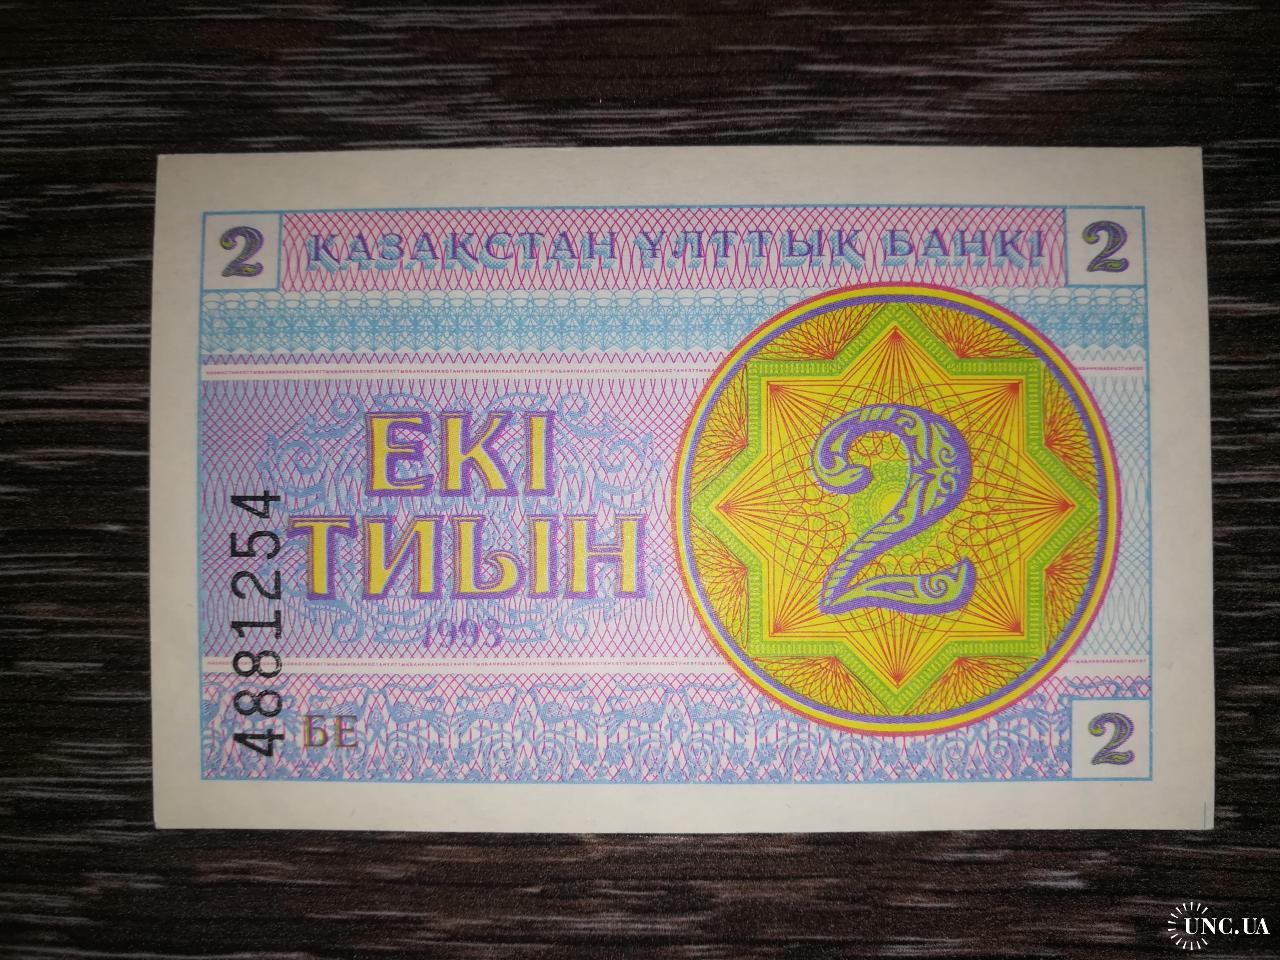 2 ҚАЗАҚСТАН ҰЛТТЫҚ БАНКІ 2
ЕКІ
ТИЫН
2
1993
4881254
БЕ
2
UNC.UA